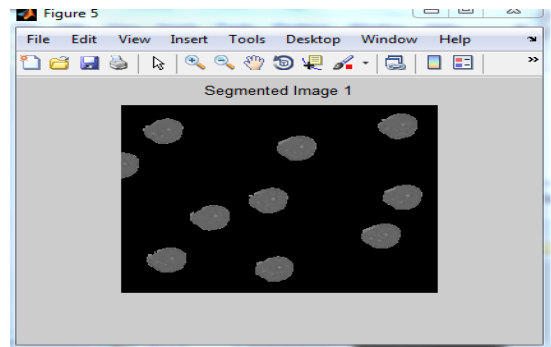 Figure 5
File Edit View Insert Tools Desktop Window Help
Segmented Image 1